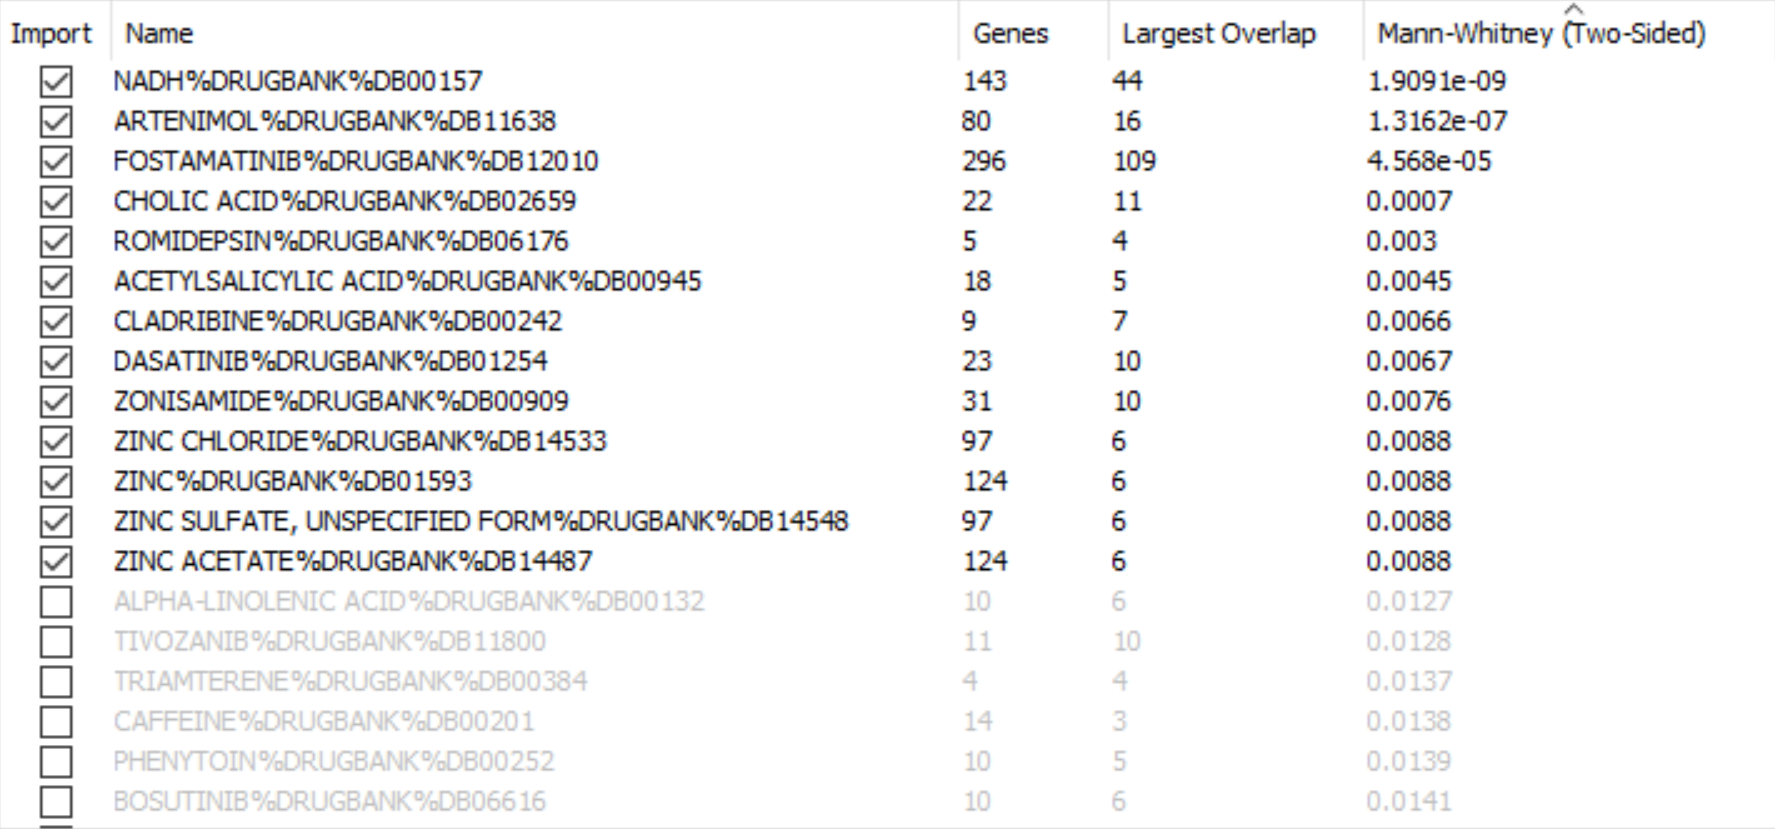 Import Name Genes Largest Overlap Mann-Whitney (Two-Sided)
NADH%DRUGBANK%DB00157 143 44 1.9091e-09
ARTENIMOL%DRUGBANK%DB11638 80 16 1.3162e-07
FOSTAMATINIB%DRUGBANK%DB12010 296 109 4.568e-05
CHOLIC ACID%DRUGBANK%DB02659 22 11 0.0007
ROMIDEPSIN%DRUGBANK%DB06176 5 4 0.003
ACETYLSALICYLIC ACID%DRUGBANK%DB00945 18 5 0.0045
CLADRIBINE%DRUGBANK%DB00242 9 7 0.0066
DASATINIB%DRUGBANK%DB01254 23 10 0.0067
ZONISAMIDE%DRUGBANK%DB00909 31 10 0.0076
ZINC CHLORIDE%DRUGBANK%DB14533 97 6 0.0088
ZINC%DRUGBANK%DB01593 124 6 0.0088
ZINC SULFATE, UNSPECIFIED FORM%DRUGBANK%DB14548 97 6 0.0088
ZINC ACETATE%DRUGBANK%DB14487 124 6 0.0088
ALPHA-LINOLENIC ACID%DRUGBANK%DB00132 10 6 0.0127
TIVOZANIB%DRUGBANK%DB11800 11 10 0.0128
TRIAMTERENE%DRUGBANK%DB00384 4 4 0.0137
CAFFEINE%DRUGBANK%DB00201 14 3 0.0138
PHENYTOIN%DRUGBANK%DB00252 10 5 0.0139
BOSUTINIB%DRUGBANK%DB06616 10 6 0.0141